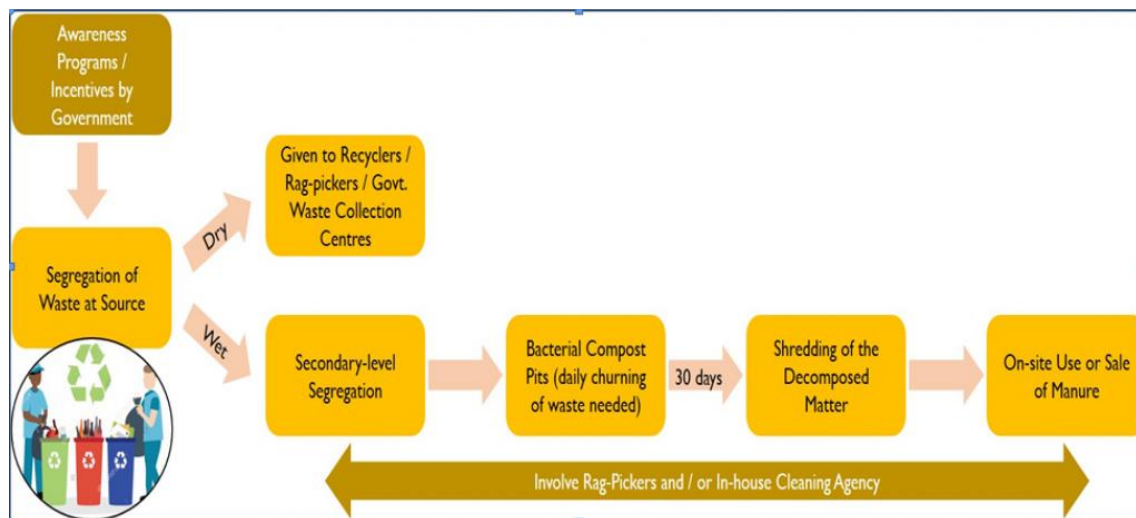 Awareness
Programs /
Incentives by
Government
Given to Recyclers /
Rag-pickers / Govt.
Waste Collection
Centres
Dry
Segregation of
Waste at Source
Wet
Secondary-level
Segregation
Bacterial Compost
Pits (daily churning
of waste needed)
30 days
Shredding of the
Decomposed
Matter
On-site Use or Sale
of Manure
Involve Rag-Pickers and / or In-house Cleaning Agency